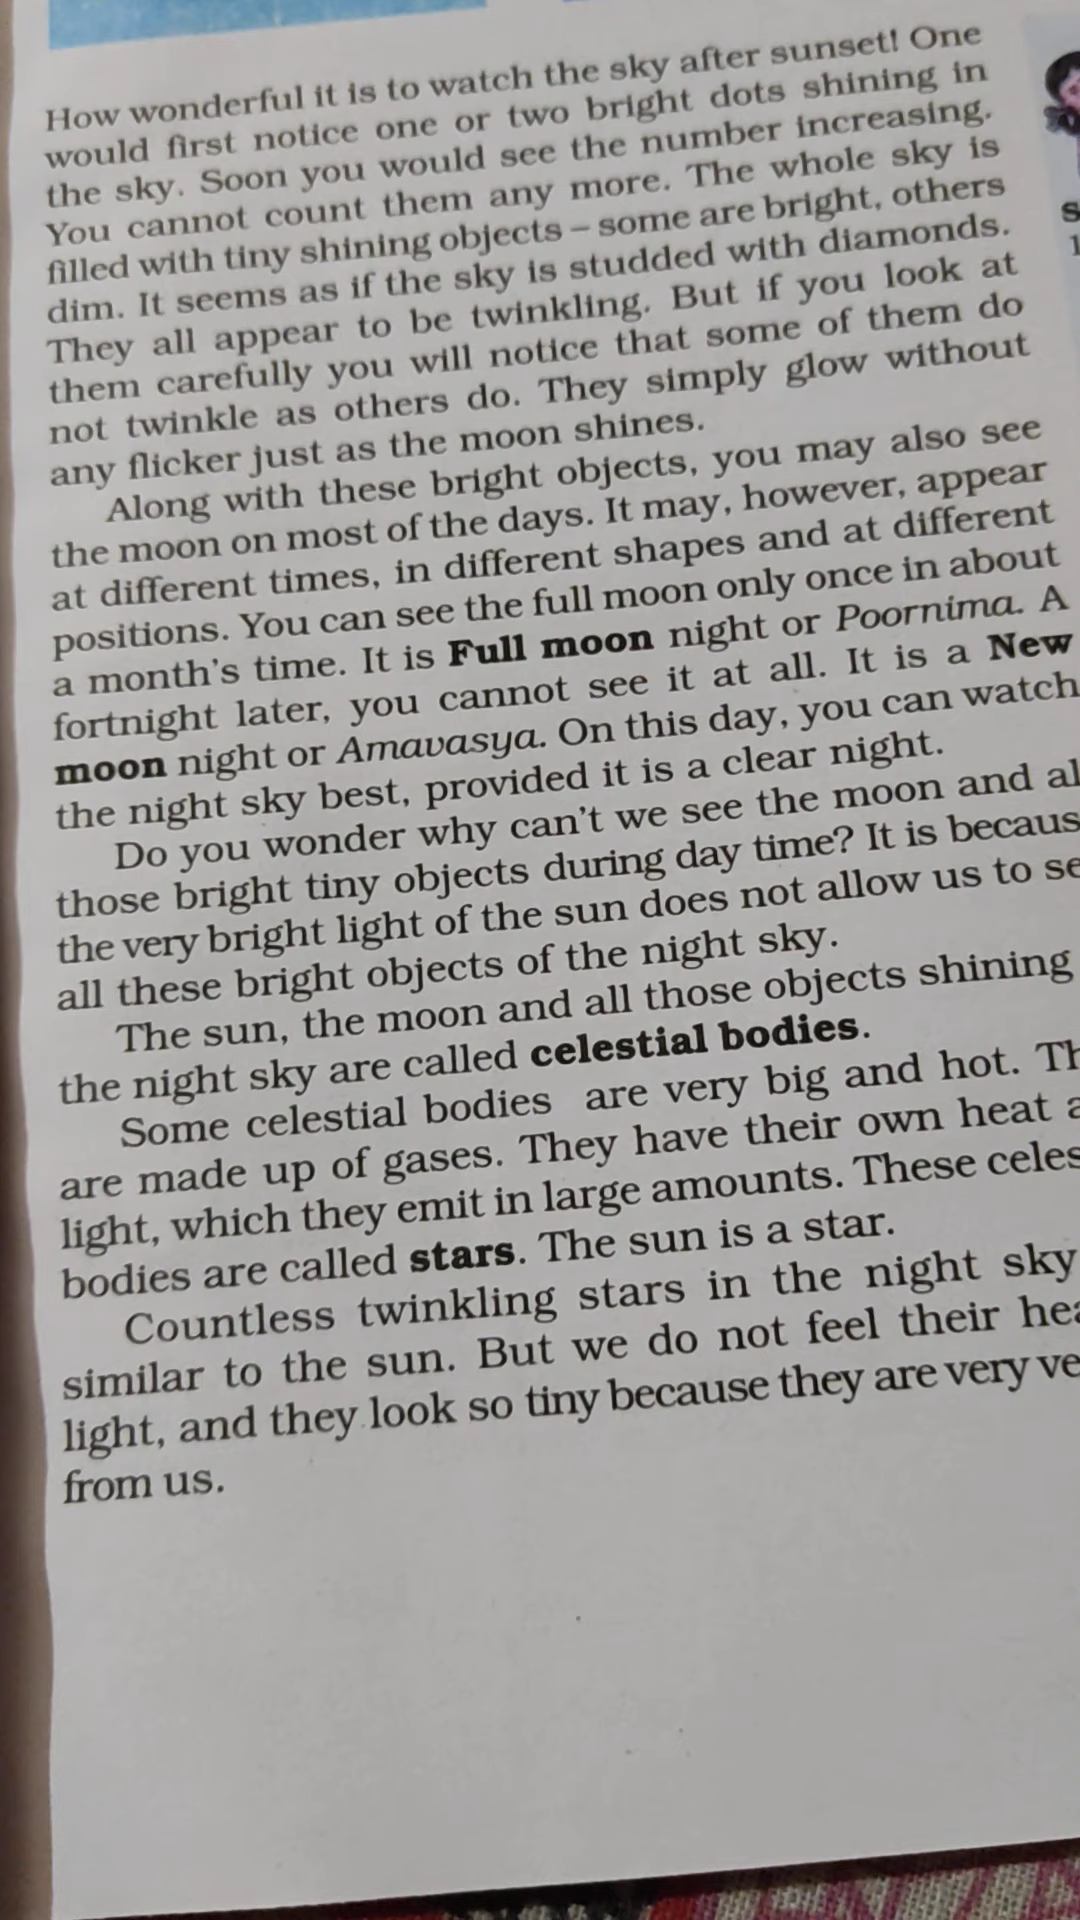 How wonderful it is to watch the sky after sunset! One
would first notice one or two bright dots shining in
the sky. Soon you would see the number increasing.
You cannot count them any more. The whole sky is
filled with tiny shining objects – some are bright, others
dim. It seems as if the sky is studded with diamonds.
They all appear to be twinkling. But if you look at
them carefully you will notice that some of them do
not twinkle as others do. They simply glow without
any flicker just as the moon shines.
Along with these bright objects, you may also see
the moon on most of the days. It may, however, appear
at different times, in different shapes and at different
positions. You can see the full moon only once in about
a month's time. It is Full moon night or Poornima. A
fortnight later, you cannot see it at all. It is a New
moon night or Amavasya. On this day, you can watch
the night sky best, provided it is a clear night.
Do you wonder why can't we see the moon and al
those bright tiny objects during day time? It is becaus
the very bright light of the sun does not allow us to se
all these bright objects of the night sky.
The sun, the moon and all those objects shining
the night sky are called celestial bodies.
Some celestial bodies are very big and hot. Th
are made up of gases. They have their own heat a
light, which they emit in large amounts. These celes
bodies are called stars. The sun is a star.
Countless twinkling stars in the night sky
similar to the sun. But we do not feel their hea
light, and they look so tiny because they are very ve
from us.